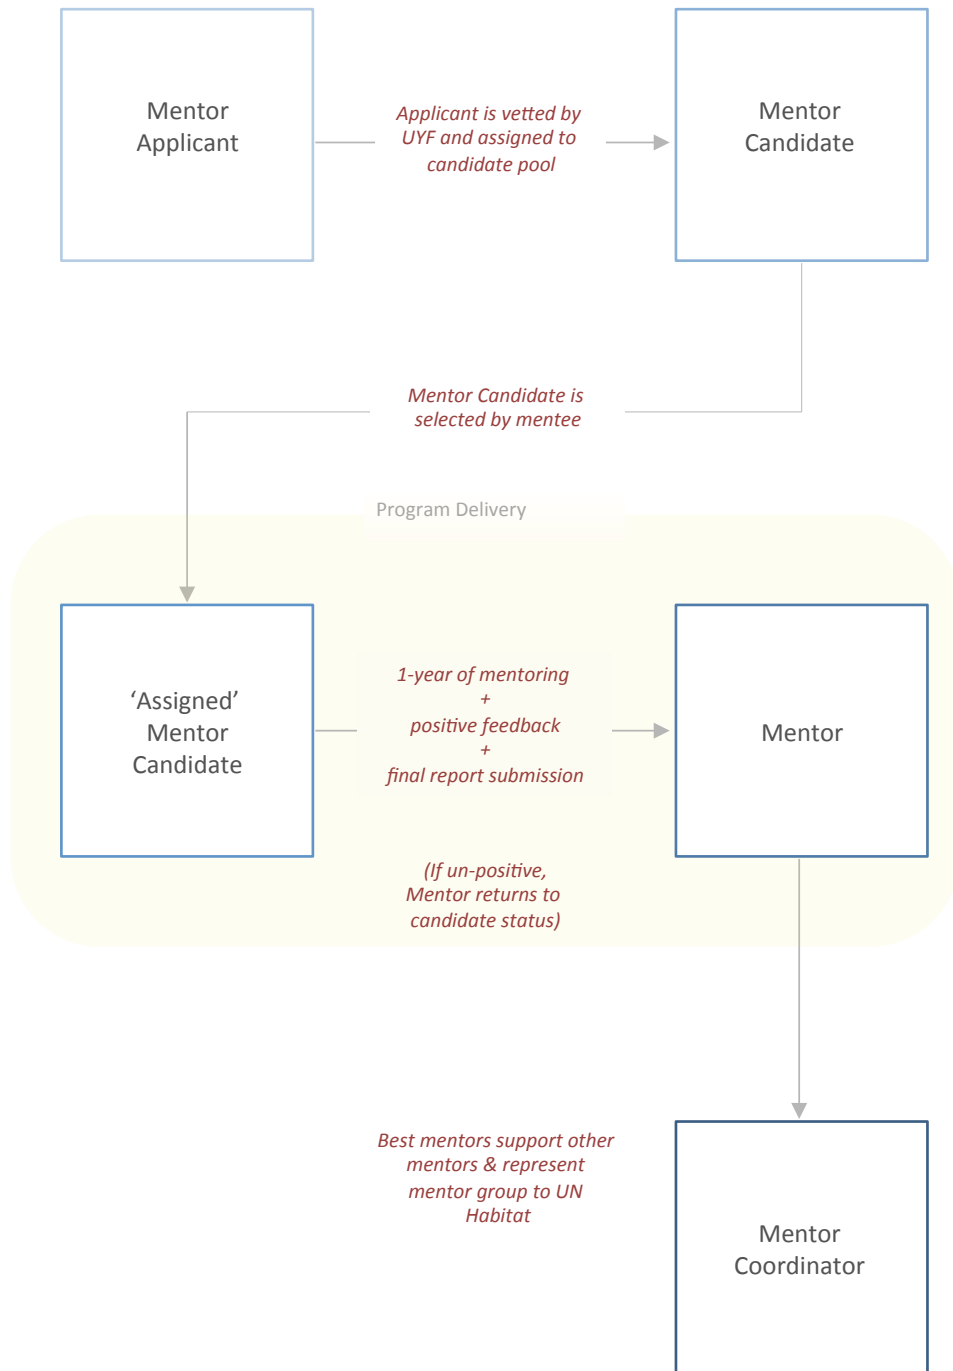 Mentor
Applicant
Applicant is vetted by
UYF and assigned to
candidate pool
Mentor
Candidate
Mentor Candidate is
selected by mentee
Program Delivery
‘Assigned’
Mentor
Candidate
1-year of mentoring
+
positive feedback
+
final report submission
Mentor
(If un-positive,
Mentor returns to
candidate status)
Best mentors support other
mentors & represent
mentor group to UN
Habitat
Mentor
Coordinator